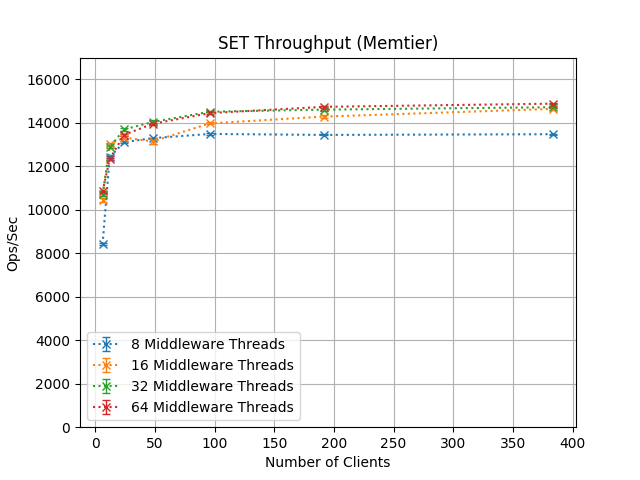 SET Throughput (Memtier)
16000
14000
12000
10000
8000
6000
4000
2000
0
Ops/Sec
8 Middleware Threads
16 Middleware Threads
32 Middleware Threads
64 Middleware Threads
0 50 100 150 200 250 300 350 400
Number of Clients